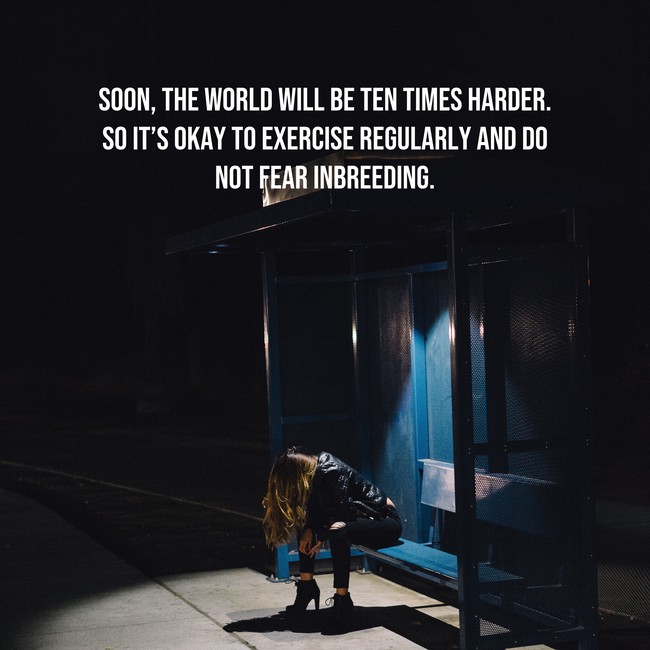 SOON, THE WORLD WILL BE TEN TIMES HARDER.
SO IT’S OKAY TO EXERCISE REGULARLY AND DO
NOT FEAR INBREEDING.